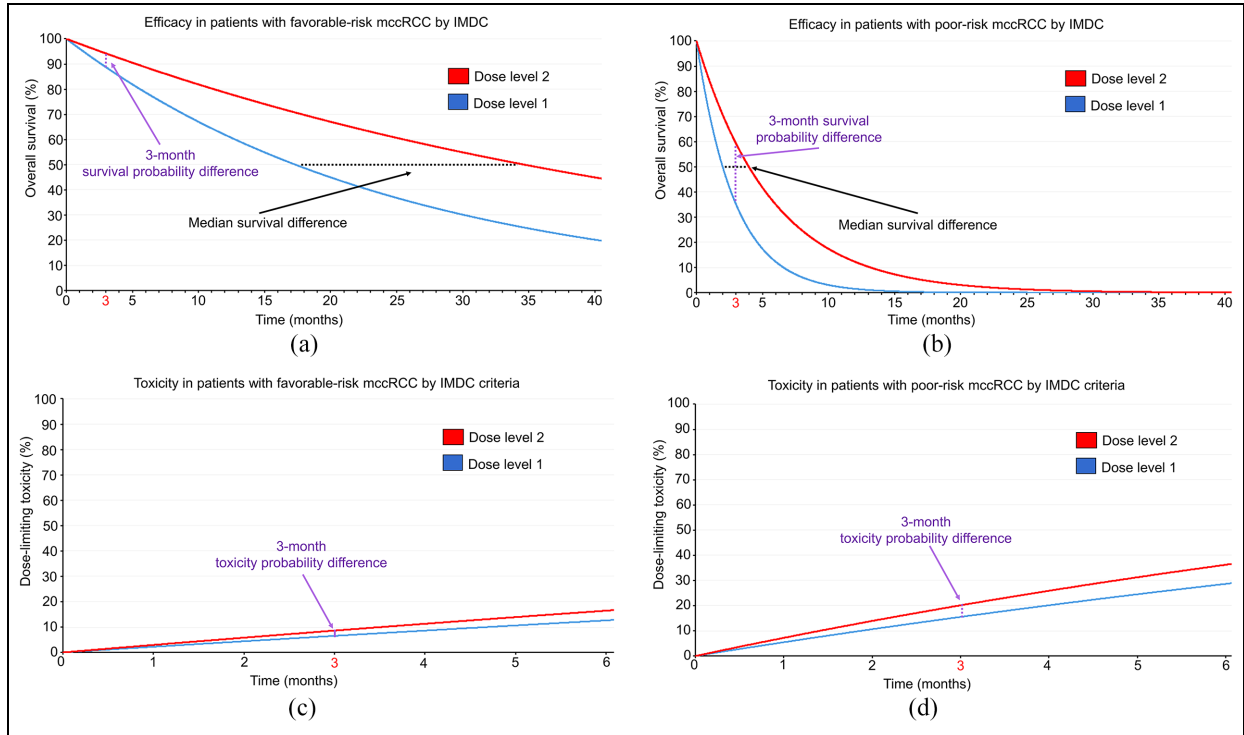 Efficacy in patients with favorable-risk mccRCC by IMDC
100
90
80
70
60
50
40
30
20
10
0
Overall survival (%)
Dose level 2
Dose level 1
3-month
survival probability difference
Median survival difference
0 3 5 10 15 20 25 30 35 40
Time (months)
(a)
Efficacy in patients with poor-risk mccRCC by IMDC
100
90
80
70
60
50
40
30
20
10
0
Overall survival (%)
Dose level 2
Dose level 1
3-month survival
probability difference
Median survival difference
0 3 5 10 15 20 25 30 35 40
Time (months)
(b)
Toxicity in patients with favorable-risk mccRCC by IMDC criteria
100
90
80
70
60
50
40
30
20
10
0
Dose-limiting toxicity (%)
Dose level 2
Dose level 1
3-month
toxicity probability difference
0 1 2 3 4 5 6
Time (months)
(c)
Toxicity in patients with poor-risk mccRCC by IMDC criteria
100
90
80
70
60
50
40
30
20
10
0
Dose-limiting toxicity (%)
Dose level 2
Dose level 1
3-month
toxicity probability difference
0 1 2 3 4 5 6
Time (months)
(d)